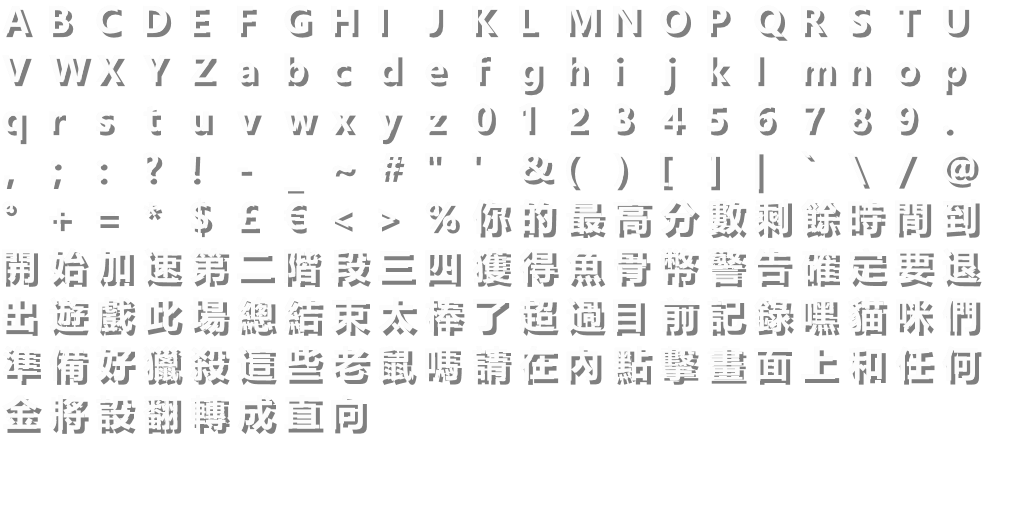 A B C D E F G H I J K L M N O P Q R S T U
V W X Y Z a b c d e f g h i j k l m n o p
q r s t u v w x y z 0 1 2 3 4 5 6 7 8 9 .
, ; : ? ! - _ ~ # " ' & ( ) [ ] | ` \ / @
° + = * $ £ € < > % 你 的 最 高 分 數 剩 餘 時 間 到
開 始 加 速 第 二 階 段 三 四 獲 得 魚 骨 幣 警 告 確 定 要 退
出 遊 戲 此 場 總 結 束 太 棒 了 超 過 目 前 記 錄 嘿 貓 咪 們
準 備 好 獵 殺 這 些 老 鼠 嗎 請 在 內 點 擊 畫 面 上 和 任 何
金 將 設 翻 轉 成 直 向